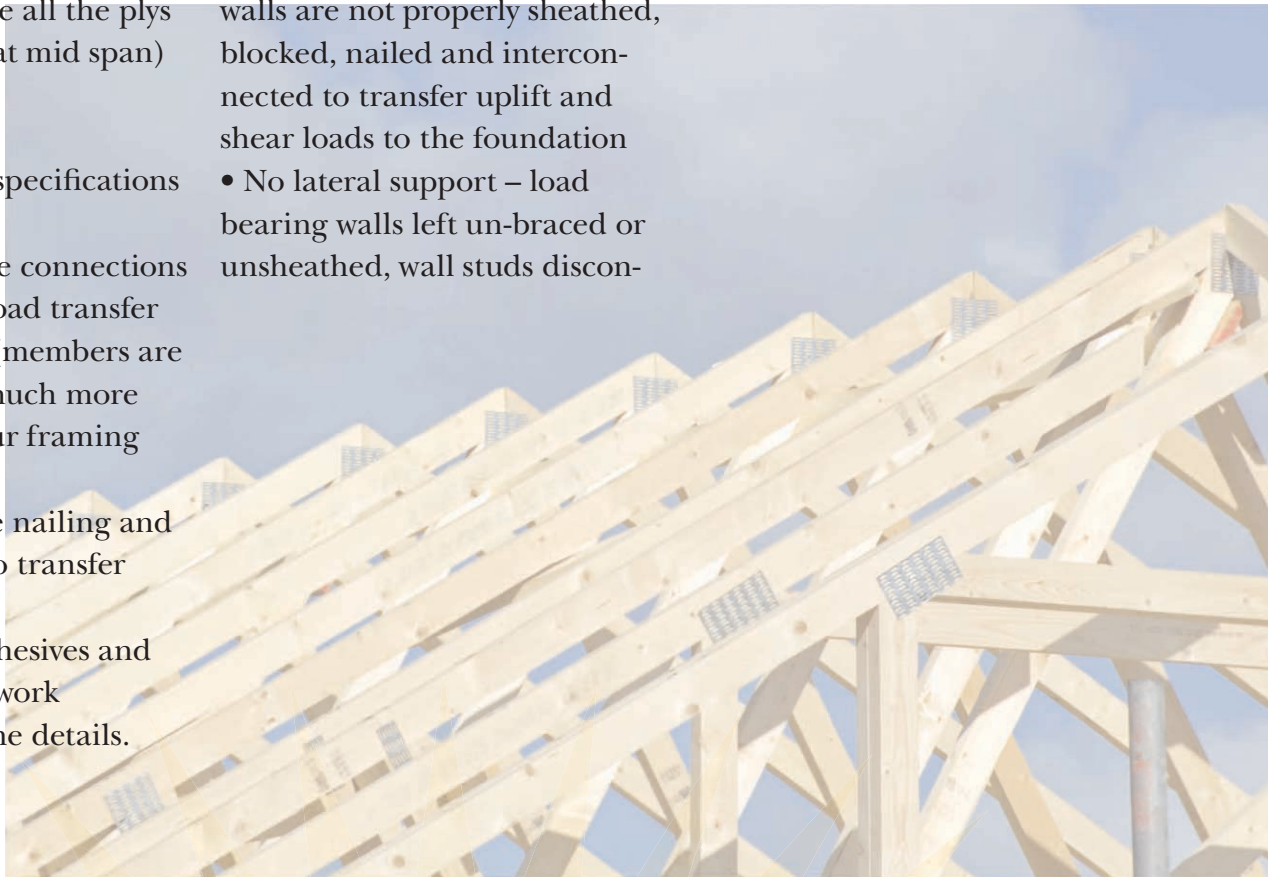 e all the plys
at mid span)
specifications
e connections
oad transfer
members are
much more
ur framing
e nailing and
o transfer
hesives and
work
he details.
walls are not properly sheathed,
blocked, nailed and intercon-
nected to transfer uplift and
shear loads to the foundation
• No lateral support – load
bearing walls left un-braced or
unsheathed, wall studs discon-